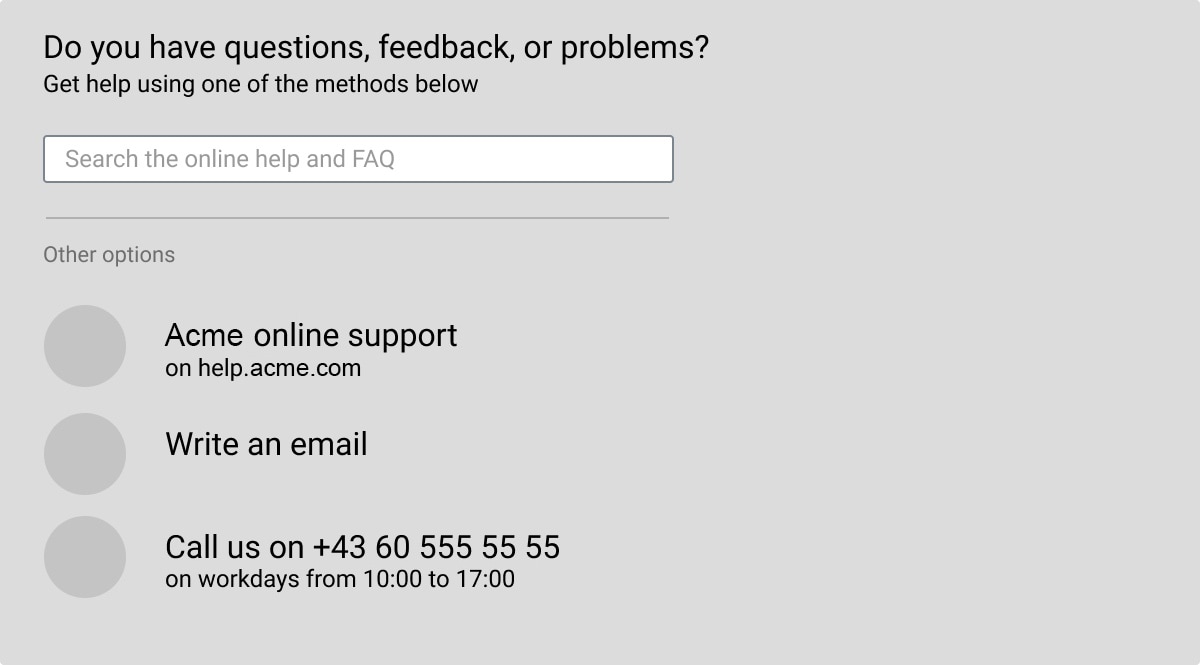 Do you have questions, feedback, or problems?
Get help using one of the methods below
Search the online help and FAQ
Other options
Acme online support
on help.acme.com
Write an email
Call us on +43 60 555 55 55
on workdays from 10:00 to 17:00